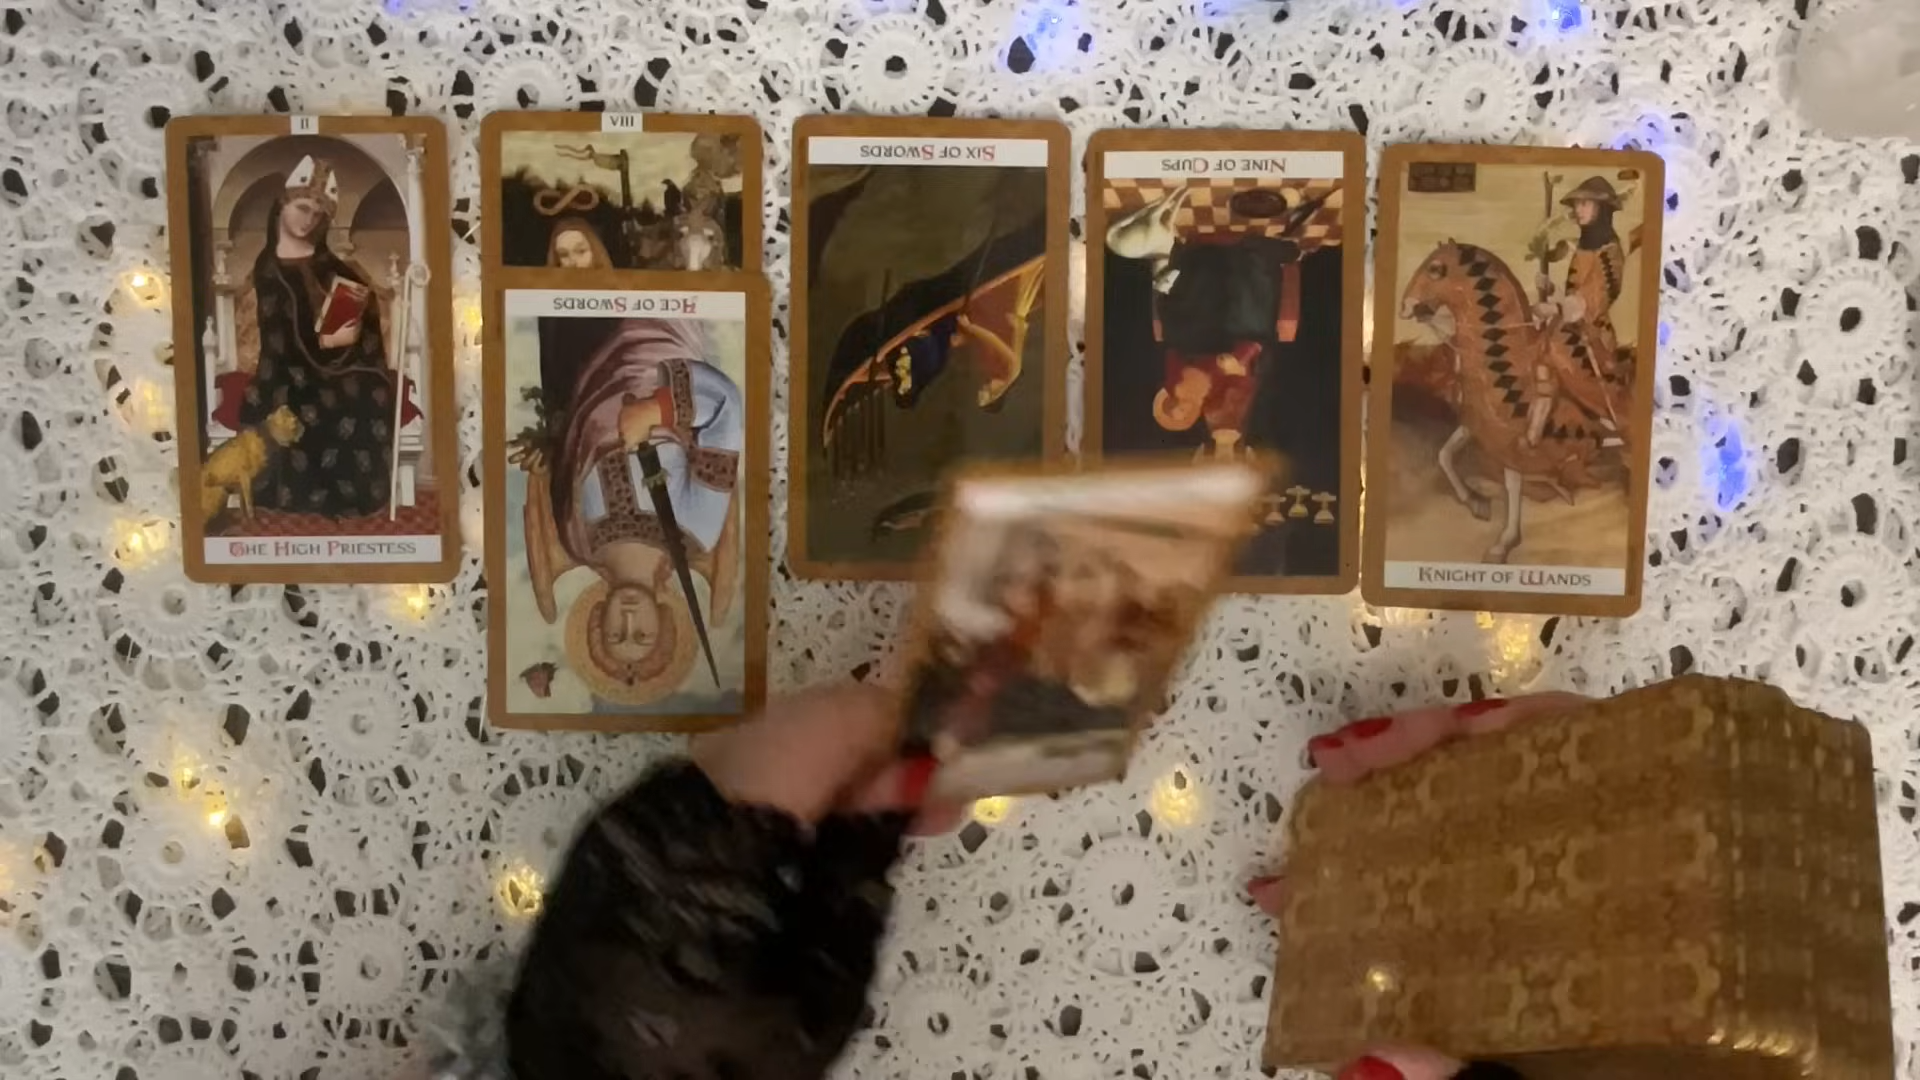 II
THE HIGH PRIESTESS
VIII
ACE OF SWORDS
SIX OF SWORDS
NINE OF CUPS
KNIGHT OF WANDS